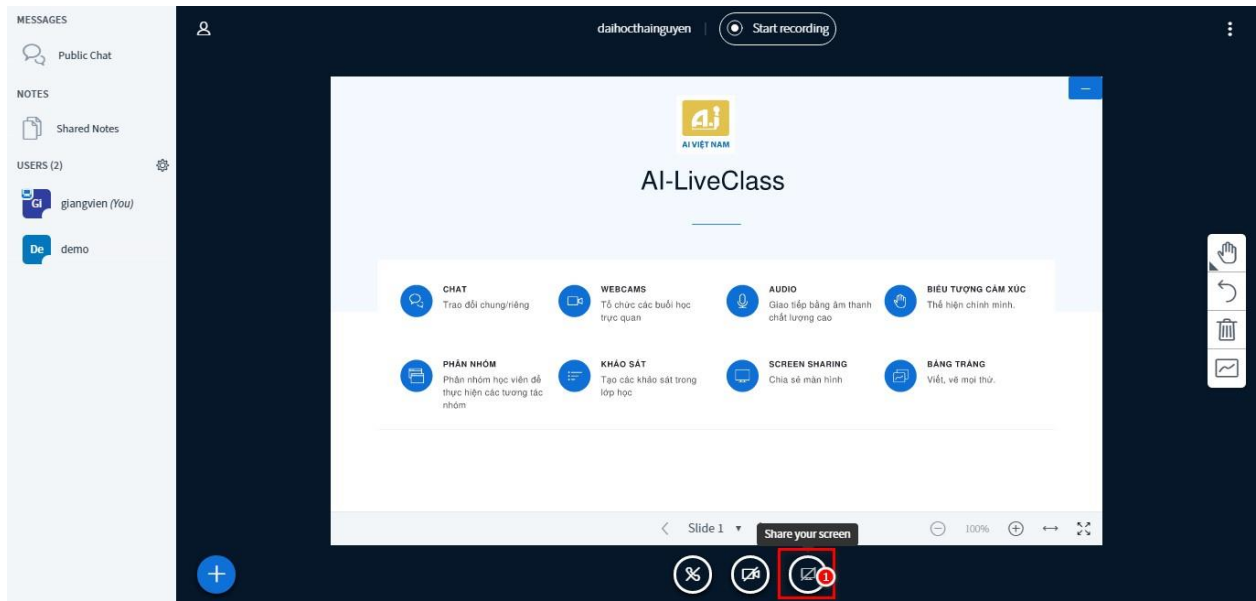 MESSAGES
Public Chat
NOTES
Shared Notes
USERS (2)
Gi giangvien (You)
De demo
daihocthainguyen | Start recording
A.i
AI VIỆT NAM
AI-LiveClass
CHAT
Trao đổi chung/riêng
WEBCAMS
Tổ chức các buổi học
trực quan
AUDIO
Giao tiếp bằng âm thanh
chất lượng cao
BIỂU TƯỢNG CẢM XÚC
Thể hiện chính mình.
PHÂN NHÓM
Phân nhóm học viên để
thực hiện các tương tác
nhóm
KHẢO SÁT
Tạo các khảo sát trong
lớp học
SCREEN SHARING
Chia sẻ màn hình
BẢNG TRẮNG
Viết, vẽ mọi thứ.
Slide 1
100%
Share your screen
1